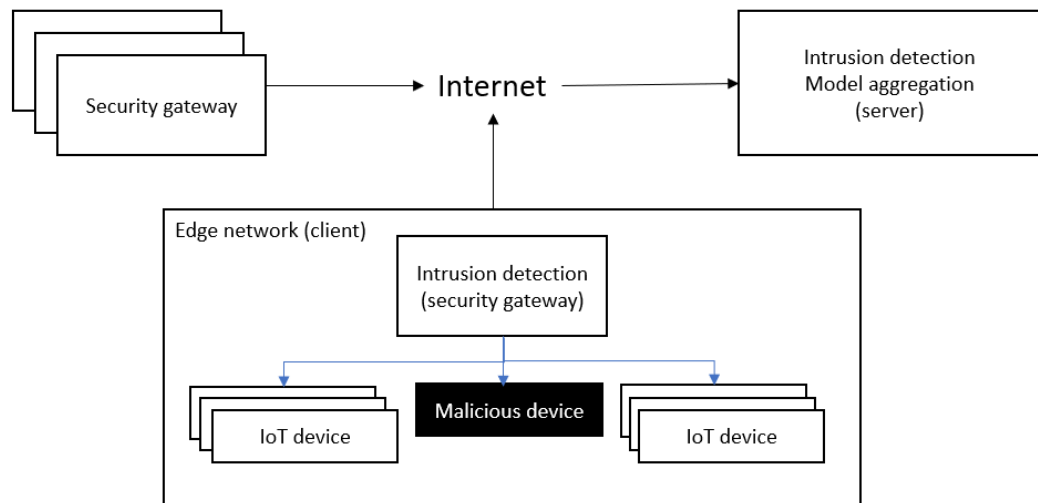 Security gateway
Internet
Intrusion detection
Model aggregation
(server)
Edge network (client)
Intrusion detection
(security gateway)
IoT device
Malicious device
IoT device